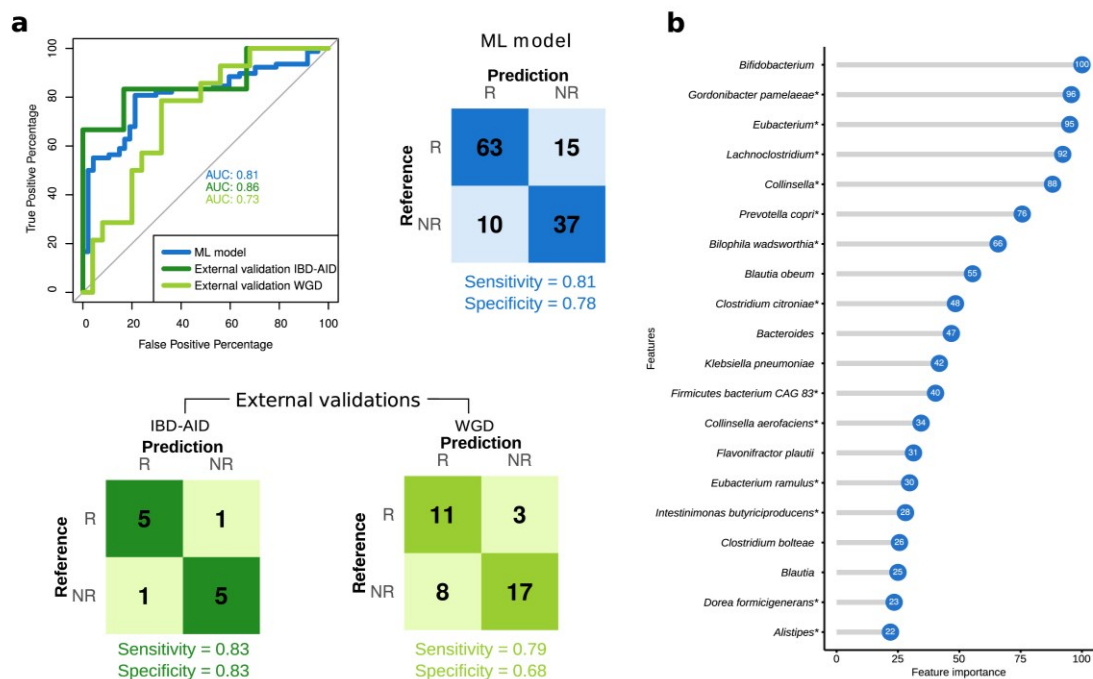 a
True Positive Percentage
100
80
60
40
20
0
0 20 40 60 80 100
False Positive Percentage
AUC: 0.81
AUC: 0.86
AUC: 0.73
ML model
External validation IBD-AID
External validation WGD
ML model
Prediction
R NR
Reference
R 63 15
NR 10 37
Sensitivity = 0.81
Specificity = 0.78
External validations
IBD-AID
Prediction
R NR
Reference
R 5 1
NR 1 5
Sensitivity = 0.83
Specificity = 0.83
WGD
Prediction
R NR
Reference
R 11 3
NR 8 17
Sensitivity = 0.79
Specificity = 0.68
b
Features
Bifidobacterium 100
Gordonibacter pamelaeae* 96
Eubacterium* 95
Lachnoclostridium* 92
Collinsella* 88
Prevotella copri* 76
Bilophila wadsworthia* 66
Blautia obeum 55
Clostridium citroniae* 48
Bacteroides 47
Klebsiella pneumoniae 42
Firmicutes bacterium CAG 83* 40
Collinsella aerofaciens* 34
Flavonifractor plautii 31
Eubacterium ramulus* 30
Intestinimonas butyriciproducens* 28
Clostridium bolteae 26
Blautia 25
Dorea formicigenerans* 23
Alistipes* 22
0 25 50 75 100
Feature importance